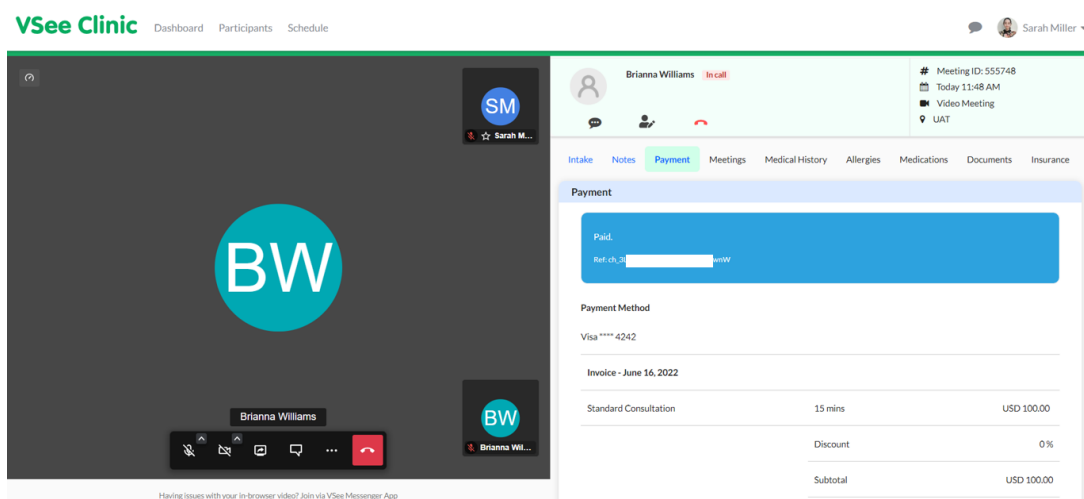 VSee Clinic Dashboard Participants Schedule Sarah Miller
SM
Sarah M...
BW
Brianna Williams
BW
Brianna Wil...
Having issues with your in-browser video? Join via VSee Messenger App
Brianna Williams In call
# Meeting ID: 555748
Today 11:48 AM
Video Meeting
UAT
Intake Notes Payment Meetings Medical History Allergies Medications Documents Insurance
Payment
Paid.
Ref: ch_3 wnW
Payment Method
Visa **** 4242
Invoice - June 16, 2022
Standard Consultation 15 mins USD 100.00
Discount 0 %
Subtotal USD 100.00